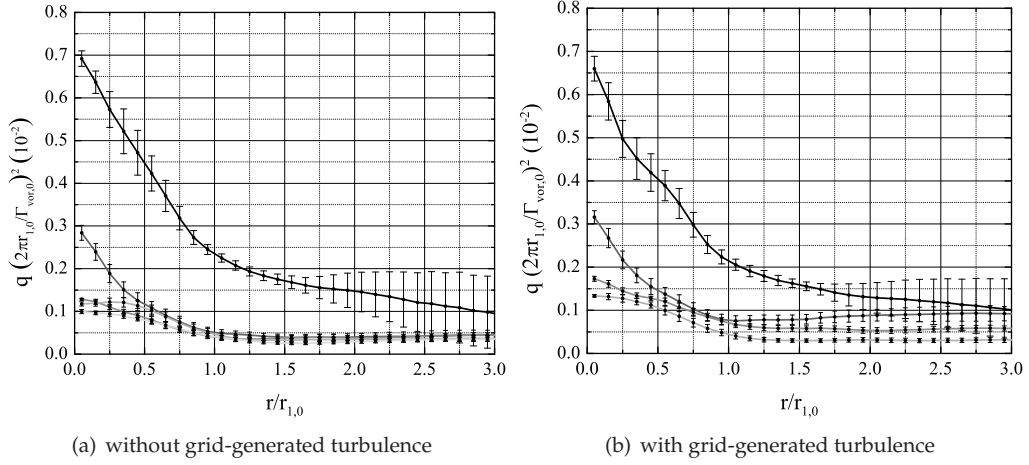 0.8
0.7
0.6
0.5
0.4
0.3
0.2
0.1
0.0
q (2πr₁,₀/Γᵥₒᵣ,₀)² (10⁻²)
0.0 0.5 1.0 1.5 2.0 2.5 3.0
r/r₁,₀
(a) without grid-generated turbulence
0.8
0.7
0.6
0.5
0.4
0.3
0.2
0.1
0.0
q (2πr₁,₀/Γᵥₒᵣ,₀)² (10⁻²)
0.0 0.5 1.0 1.5 2.0 2.5 3.0
r/r₁,₀
(b) with grid-generated turbulence